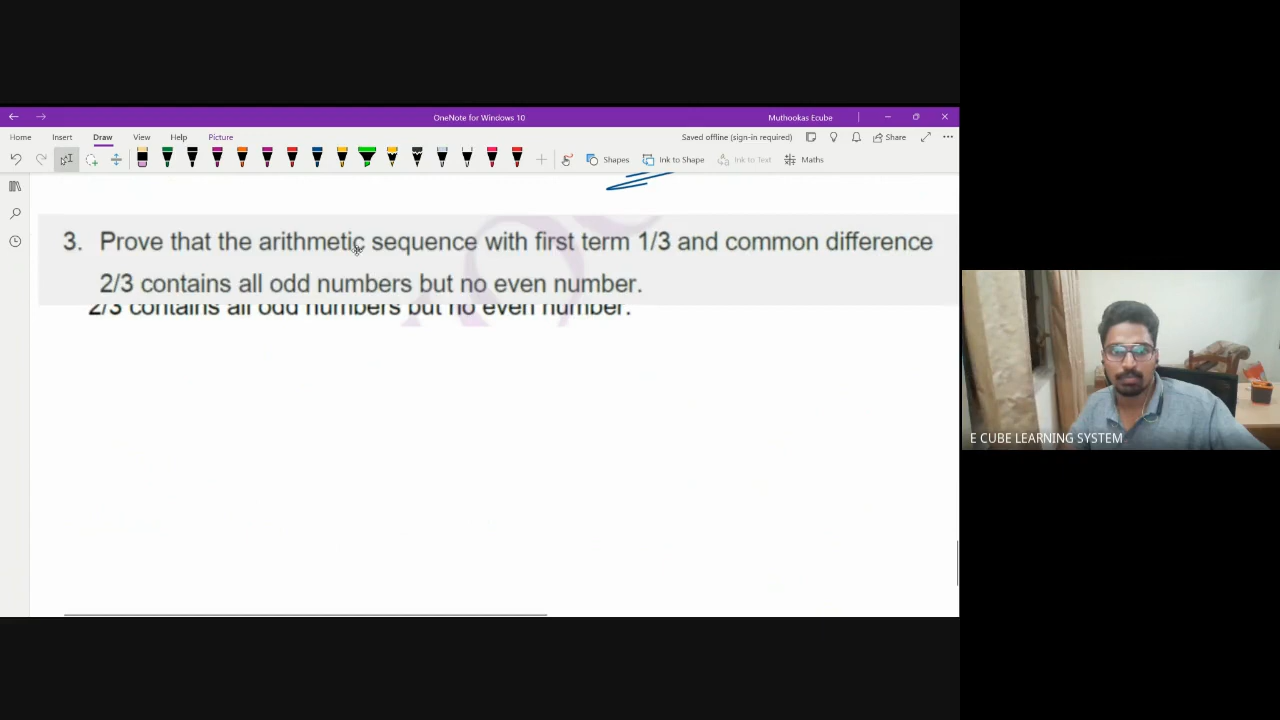 OneNote for Windows 10
Muthookas Ecube
Home Insert Draw View Help Picture
Saved offline (sign-in required)
Share
Shapes
Ink to Shape
Ink to Text
Maths
3. Prove that the arithmetic sequence with first term 1/3 and common difference
2/3 contains all odd numbers but no even number.
2/3 contains all odd numbers but no even number.
E CUBE LEARNING SYSTEM